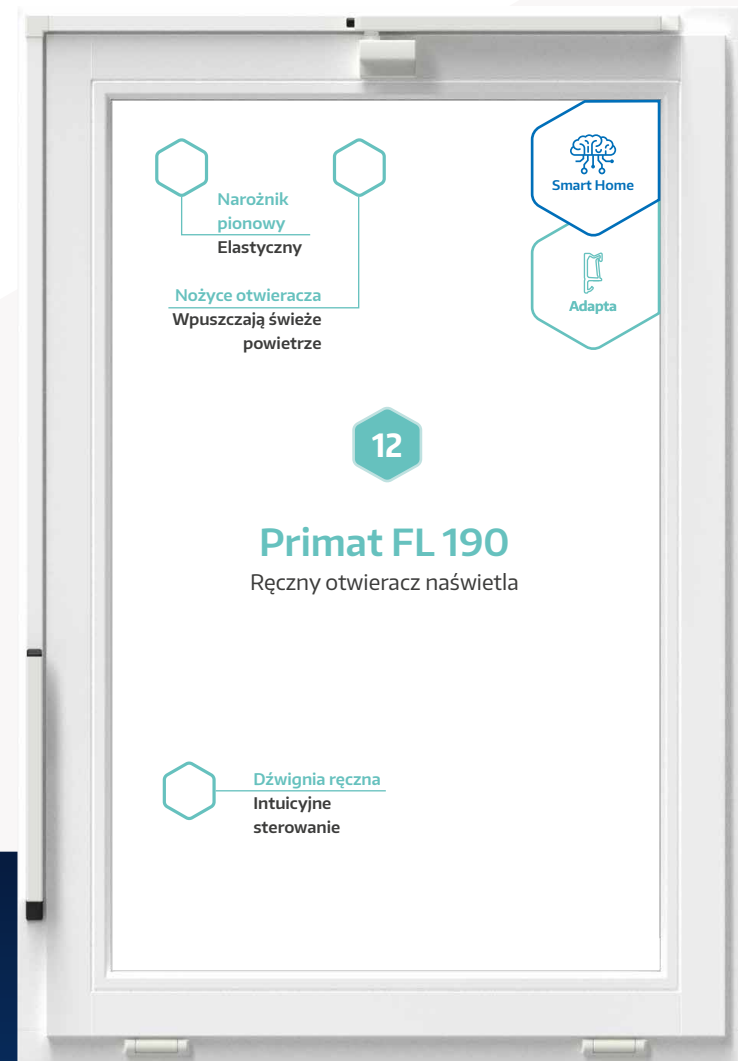 Smart Home
Narożnik
pionowy
Elastyczny
Nożyce otwieracza
Wpuszczają świeże
powietrze
Adapta
12
Primat FL 190
Ręczny otwieracz naświetla
Dźwignia ręczna
Intuicyjne
sterowanie